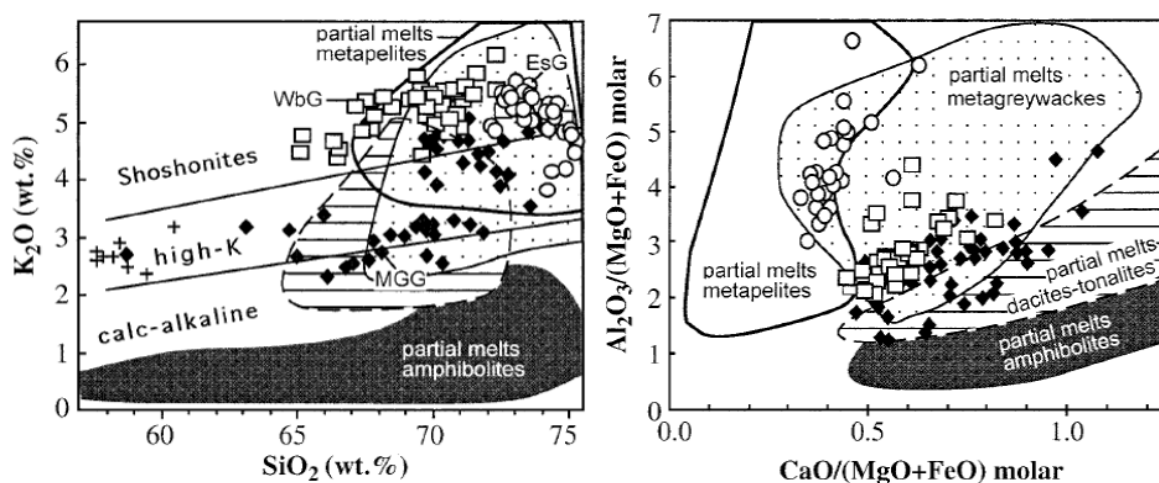 partial melts
metapelites
EsG
WbG
Shoshonites
high-K
MGG
calc-alkaline
partial melts
amphibolites
K₂O (wt.%)
6
5
4
3
2
1
0
60 65 70 75
SiO₂ (wt.%)
partial melts
metagreywackes
partial melts
metapelites
partial melts-
dacites-tonalites
partial melts
amphibolites
Al₂O₃/(MgO+FeO) molar
7
6
5
4
3
2
1
0
0.0 0.5 1.0
CaO/(MgO+FeO) molar